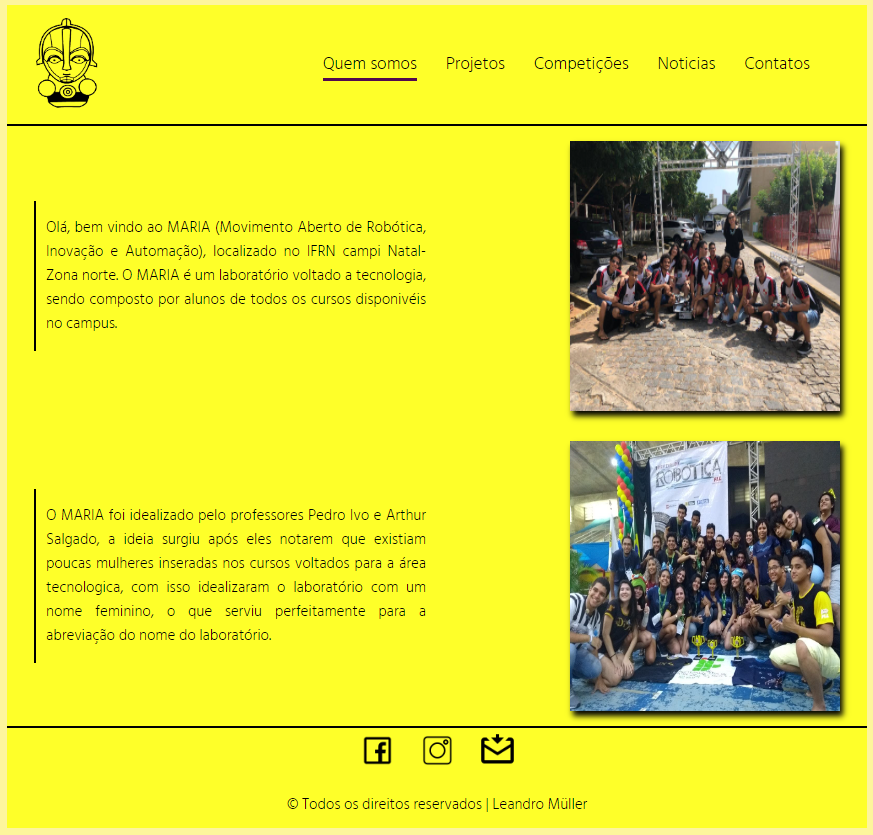 Quem somos Projetos Competições Noticias Contatos
Olá, bem vindo ao MARIA (Movimento Aberto de Robótica,
Inovação e Automação), localizado no IFRN campi Natal-
Zona norte. O MARIA é um laboratório voltado a tecnologia,
sendo composto por alunos de todos os cursos disponivéis
no campus.
ROBÓTICA
O MARIA foi idealizado pelo professores Pedro Ivo e Arthur
Salgado, a ideia surgiu após eles notarem que existiam
poucas mulheres inseradas nos cursos voltados para a área
tecnologica, com isso idealizaram o laboratório com um
nome feminino, o que serviu perfeitamente para a
abreviação do nome do laboratório.
© Todos os direitos reservados | Leandro Müller